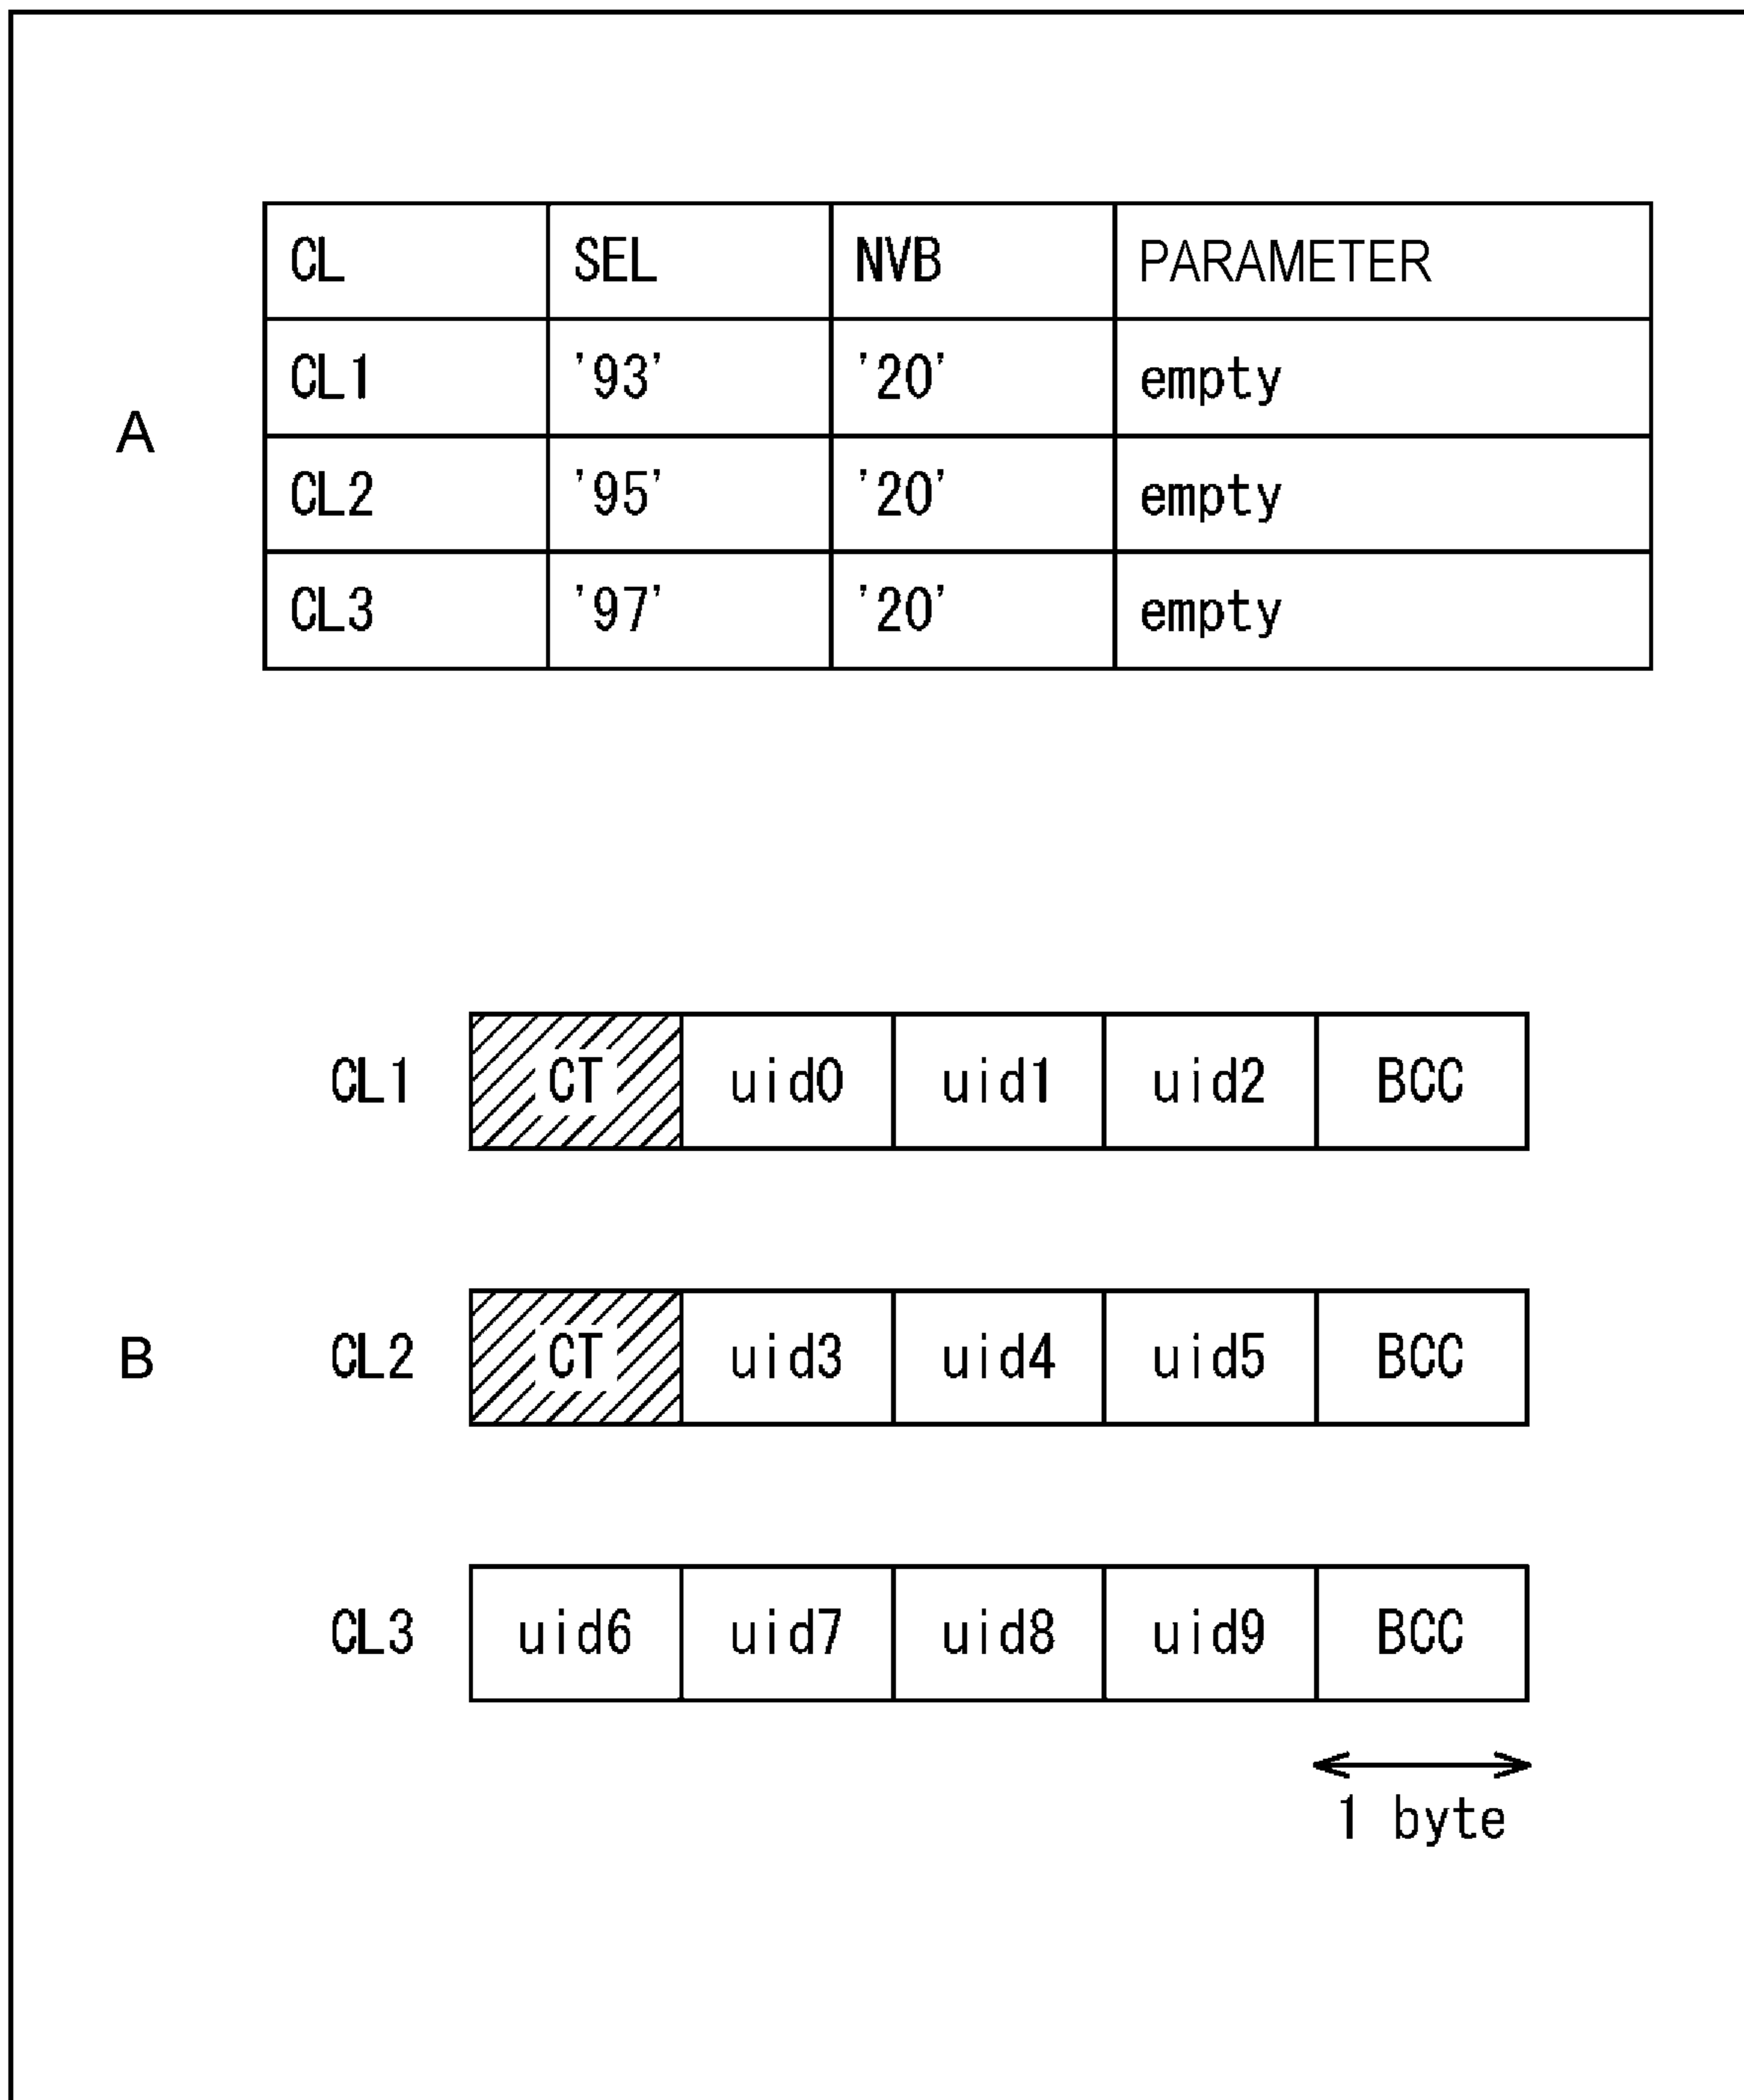 CL SEL NVB PARAMETER
CL1 '93' '20' empty
A
CL2 '95' '20' empty
CL3 '97' '20' empty
CL1 CT uid0 uid1 uid2 BCC
B CL2 CT uid3 uid4 uid5 BCC
CL3 uid6 uid7 uid8 uid9 BCC
1 byte